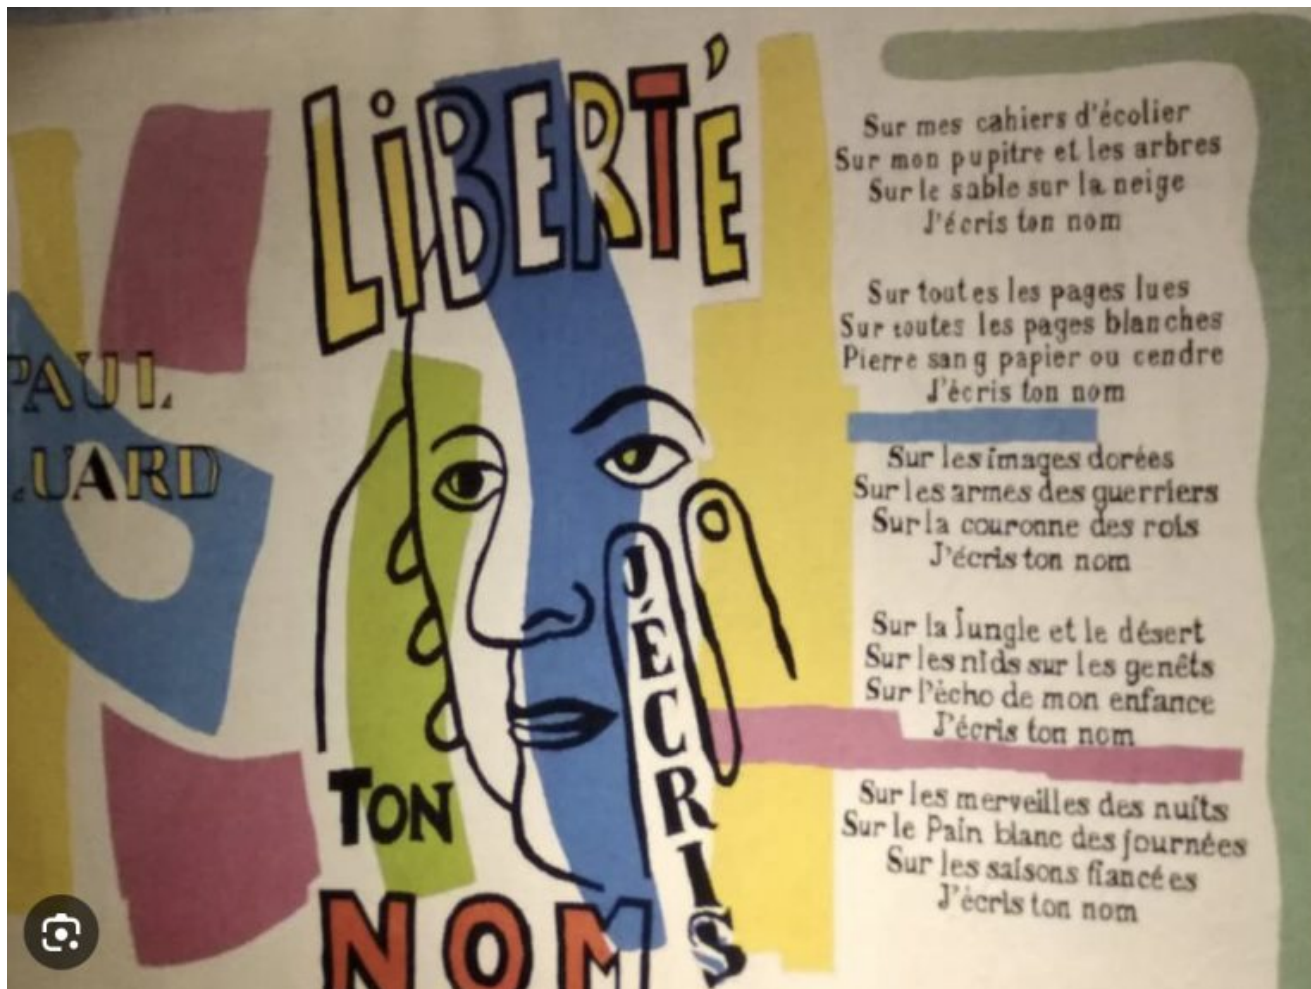 LiBERTÉ
PAUL
LUARD
J'ÉCRIS
TON
NOM
Sur mes cahiers d'écolier
Sur mon pupitre et les arbres
Sur le sable sur la neige
J'écris ton nom
Sur toutes les pages lues
Sur toutes les pages blanches
Pierre sang papier ou cendre
J'écris ton nom
Sur les images dorées
Sur les armes des guerriers
Sur la couronne des rois
J'écris ton nom
Sur la Jungle et le désert
Sur les nids sur les genêts
Sur l'écho de mon enfance
J'écris ton nom
Sur les merveilles des nuits
Sur le Pain blanc des journées
Sur les saisons fiancées
J'écris ton nom